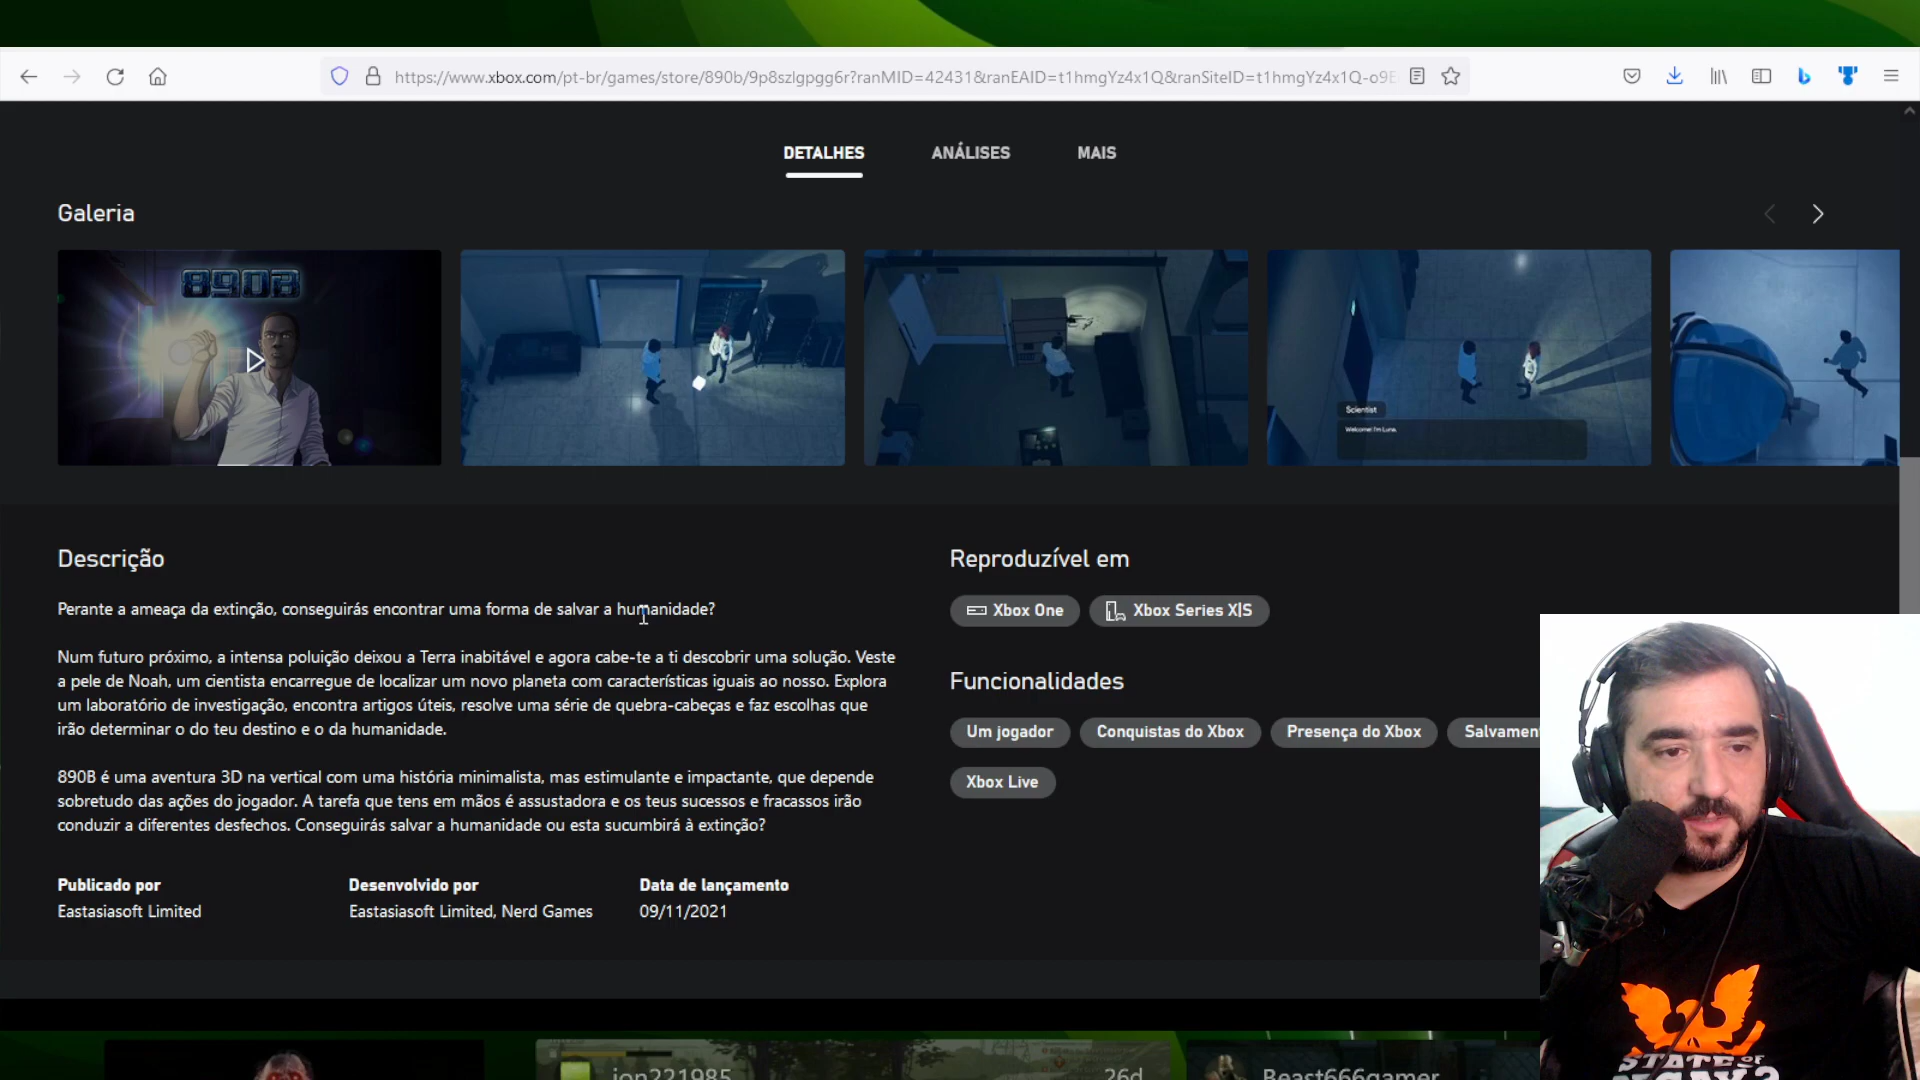 https://www.xbox.com/pt-br/games/store/890b/9p8szlgpgg6r?ranMID=42431&ranEAID=t1hmgYz4x1Q&ranSiteID=t1hmgYz4x1Q-o9E
DETALHES
ANÁLISES
MAIS
Galeria
890B
Scientist
Welcome! I'm Luna.
Descrição
Perante a ameaça da extinção, conseguirás encontrar uma forma de salvar a humanidade?
Num futuro próximo, a intensa poluição deixou a Terra inabitável e agora cabe-te a ti descobrir uma solução. Veste
a pele de Noah, um cientista encarregue de localizar um novo planeta com características iguais ao nosso. Explora
um laboratório de investigação, encontra artigos úteis, resolve uma série de quebra-cabeças e faz escolhas que
irão determinar o do teu destino e o da humanidade.
890B é uma aventura 3D na vertical com uma história minimalista, mas estimulante e impactante, que depende
sobretudo das ações do jogador. A tarefa que tens em mãos é assustadora e os teus sucessos e fracassos irão
conduzir a diferentes desfechos. Conseguirás salvar a humanidade ou esta sucumbirá à extinção?
Publicado por
Eastasiasoft Limited
Desenvolvido por
Eastasiasoft Limited, Nerd Games
Data de lançamento
09/11/2021
Reproduzível em
Xbox One
Xbox Series X|S
Funcionalidades
Um jogador
Conquistas do Xbox
Presença do Xbox
Salvamen
Xbox Live
STATE OF
DECAY 2
ion221985
26d
Beast666gamer